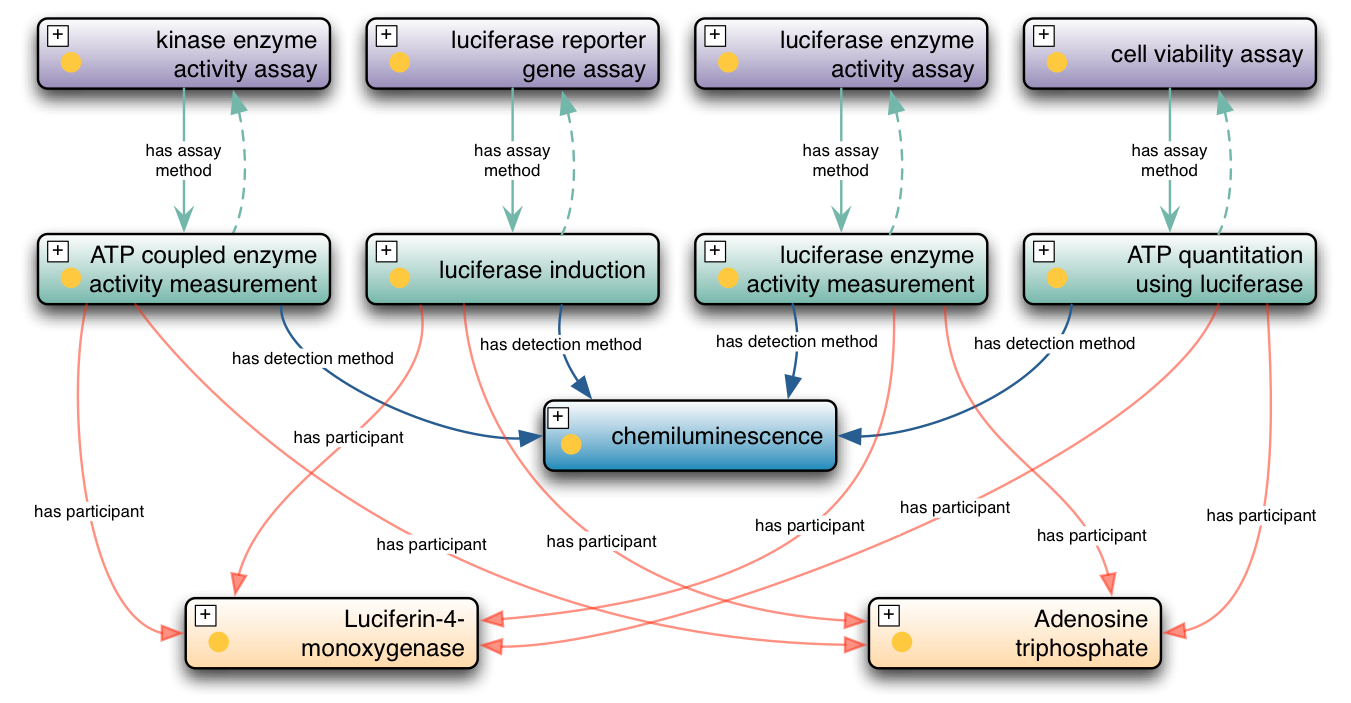 +
kinase enzyme
activity assay
+
luciferase reporter
gene assay
+
luciferase enzyme
activity assay
+
cell viability assay
has assay
method
has assay
method
has assay
method
has assay
method
+
ATP coupled enzyme
activity measurement
+
luciferase induction
+
luciferase enzyme
activity measurement
+
ATP quantitation
using luciferase
has detection method
has detection method
has detection method
has detection method
+
chemiluminescence
has participant
has participant
has participant
has participant
has participant
has participant
has participant
has participant
+
Luciferin-4-
monoxygenase
+
Adenosine
triphosphate